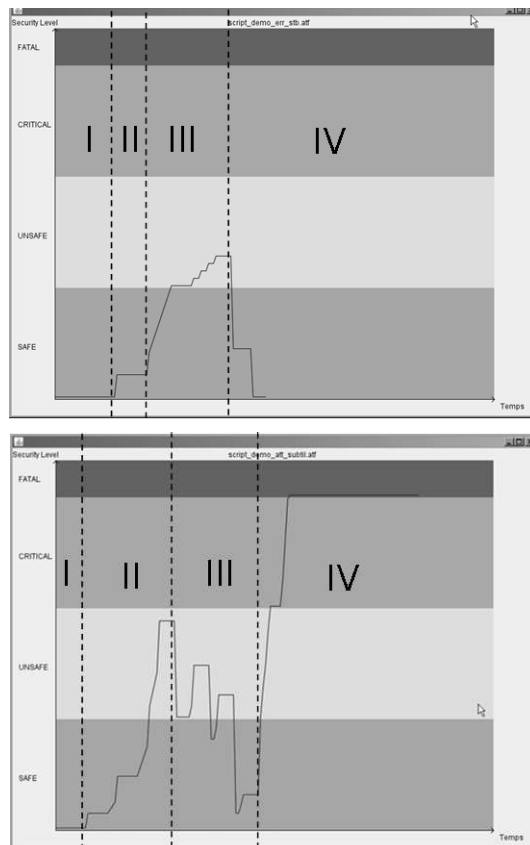 Security Level script_demo_err_stb.atf
FATAL
CRITICAL
I II III IV
UNSAFE
SAFE
Temps
Security Level script_demo_att_subtil.atf
FATAL
CRITICAL
I II III IV
UNSAFE
SAFE
Temps